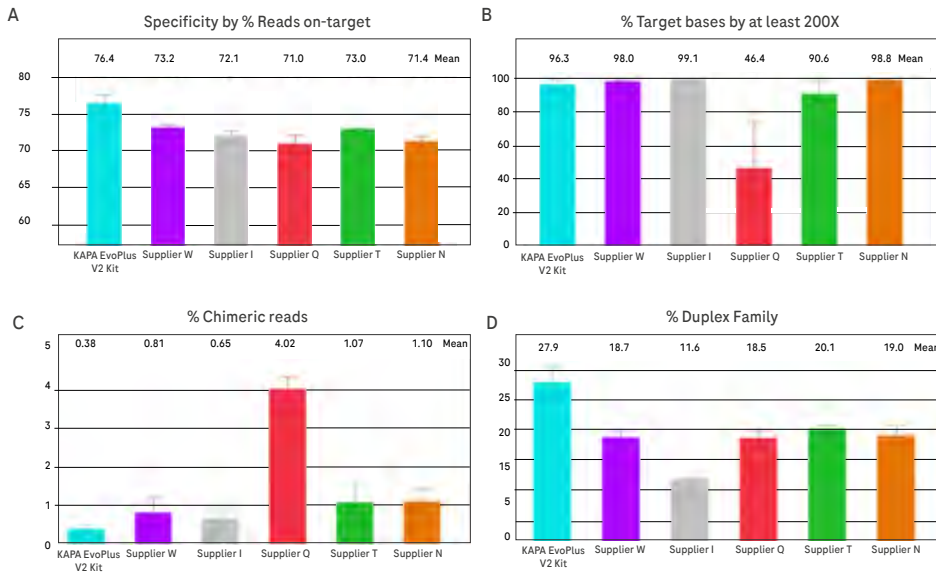 A
Specificity by % Reads on-target
76.4 73.2 72.1 71.0 73.0 71.4 Mean
80
75
70
65
60
KAPA EvoPlus V2 Kit
Supplier W
Supplier I
Supplier Q
Supplier T
Supplier N
B
% Target bases by at least 200X
96.3 98.0 99.1 46.4 90.6 98.8 Mean
100
80
60
40
20
0
KAPA EvoPlus V2 Kit
Supplier W
Supplier I
Supplier Q
Supplier T
Supplier N
C
% Chimeric reads
0.38 0.81 0.65 4.02 1.07 1.10 Mean
5
4
3
2
1
0
KAPA EvoPlus V2 Kit
Supplier W
Supplier I
Supplier Q
Supplier T
Supplier N
D
% Duplex Family
27.9 18.7 11.6 18.5 20.1 19.0 Mean
30
25
20
15
5
0
KAPA EvoPlus V2 Kit
Supplier W
Supplier I
Supplier Q
Supplier T
Supplier N